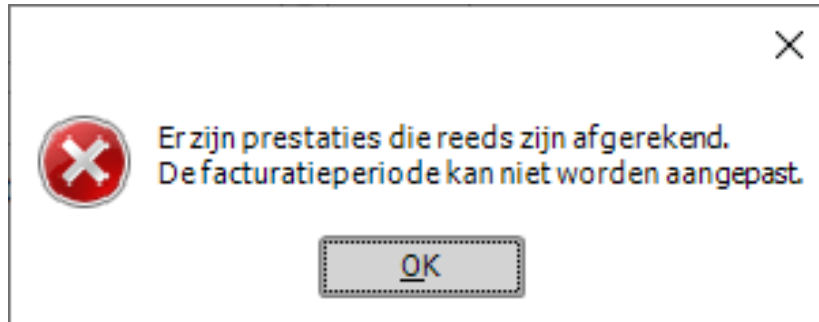 Er zijn prestaties die reeds zijn afgerekend.
De facturatieperiode kan niet worden aangepast.
OK